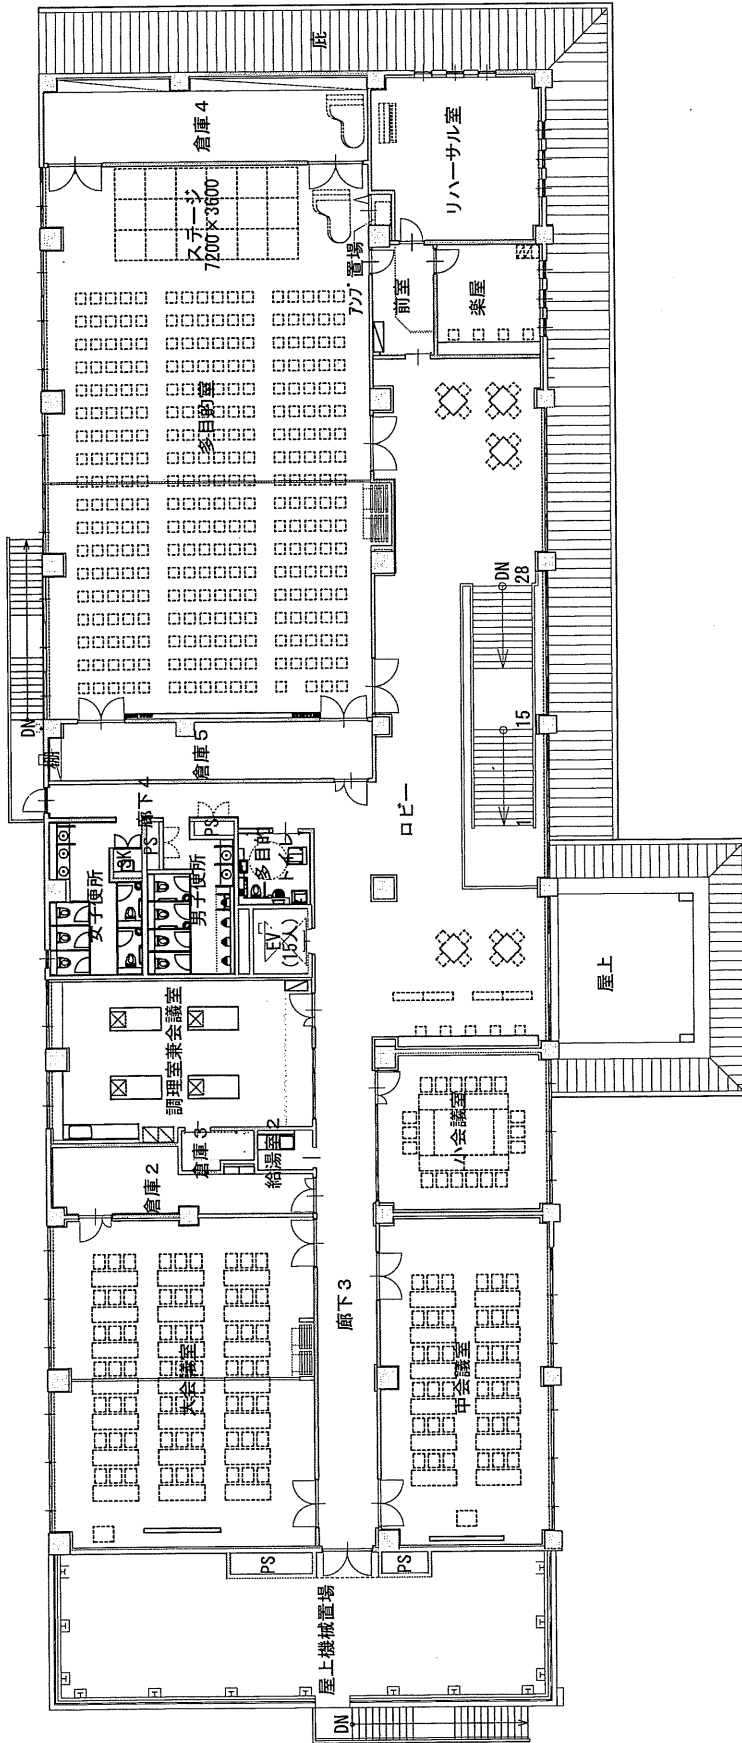 庇
倉庫4
リハーサル室
ステージ
7200×3600
アンプ置場
前室
楽屋
多目的室
DN
28
DN
15
1
棚
倉庫5
廊下4
ロビー
SK
PS
PS
女子便所
男子便所
多目的
トイレ
EV
(15人)
屋上
調理室兼会議室
小会議室
倉庫3
給湯室2
倉庫2
廊下3
大会議室
中会議室
PS
PS
屋上機械置場
DN